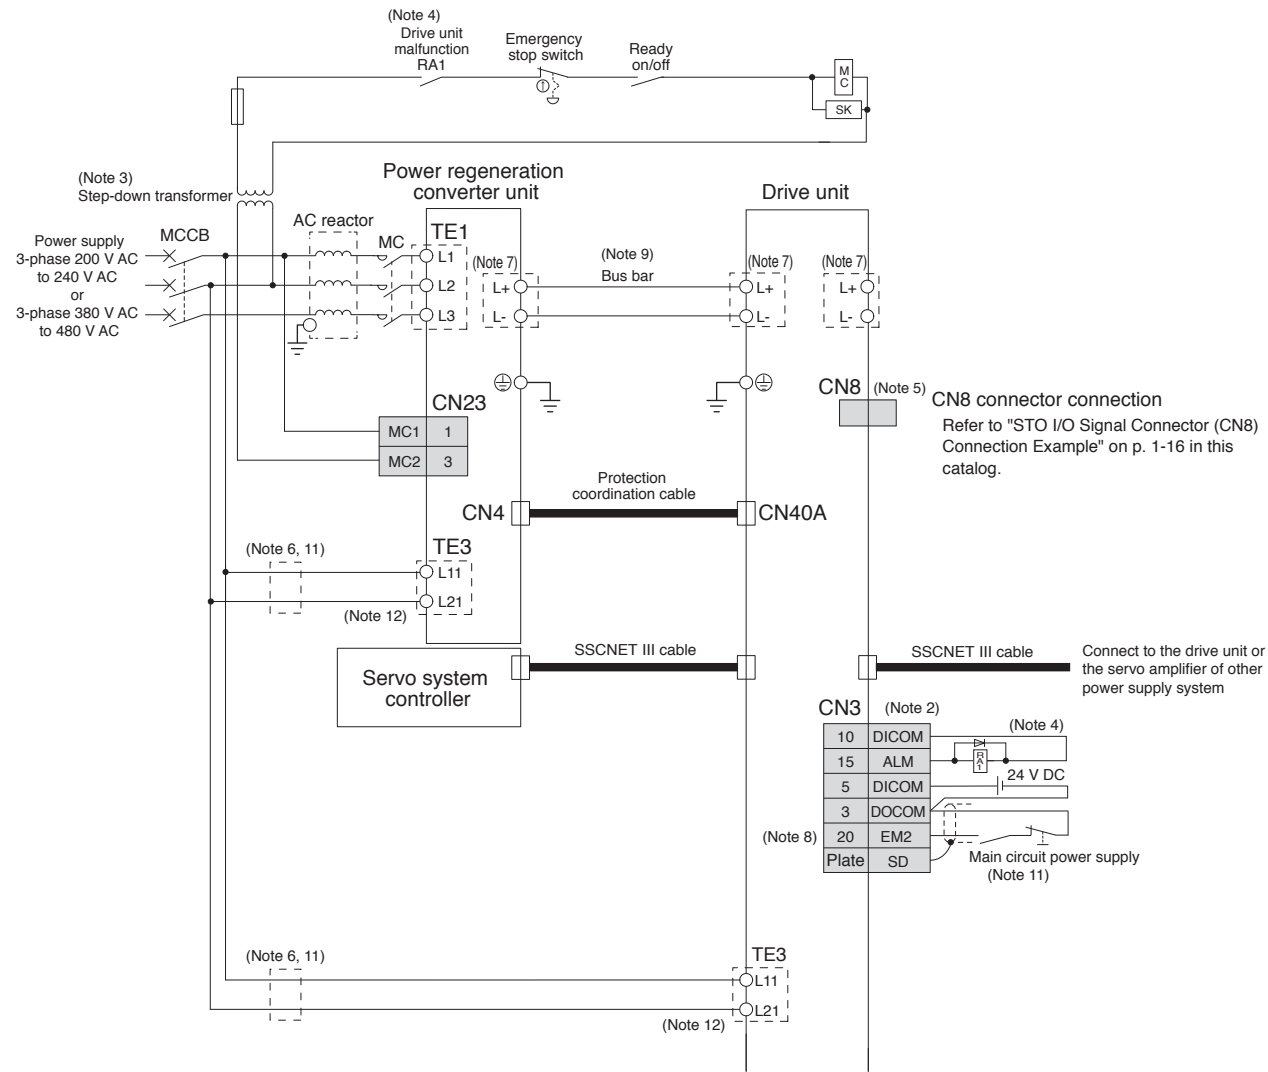 (Note 4)
Drive unit
malfunction
RA1
Emergency
stop switch
Ready
on/off
MC
SK
(Note 3)
Step-down transformer
Power regeneration
converter unit
Drive unit
Power supply
3-phase 200 V AC
to 240 V AC
or
3-phase 380 V AC
to 480 V AC
MCCB
AC reactor
MC
TE1
L1
L2
L3
(Note 7)
L+
L-
(Note 9)
Bus bar
(Note 7)
L+
L-
(Note 7)
L+
L-
CN23
MC1 1
MC2 3
CN8 (Note 5)
CN8 connector connection
Refer to "STO I/O Signal Connector (CN8)
Connection Example" on p. 1-16 in this
catalog.
Protection
coordination cable
CN4
CN40A
(Note 6, 11)
TE3
L11
L21
(Note 12)
Servo system
controller
SSCNET III cable
SSCNET III cable
Connect to the drive unit or
the servo amplifier of other
power supply system
CN3 (Note 2)
10 DICOM
15 ALM
5 DICOM
3 DOCOM
20 EM2
Plate SD
(Note 4)
RA1
24 V DC
(Note 8)
Main circuit power supply
(Note 11)
(Note 6, 11)
TE3
L11
L21
(Note 12)